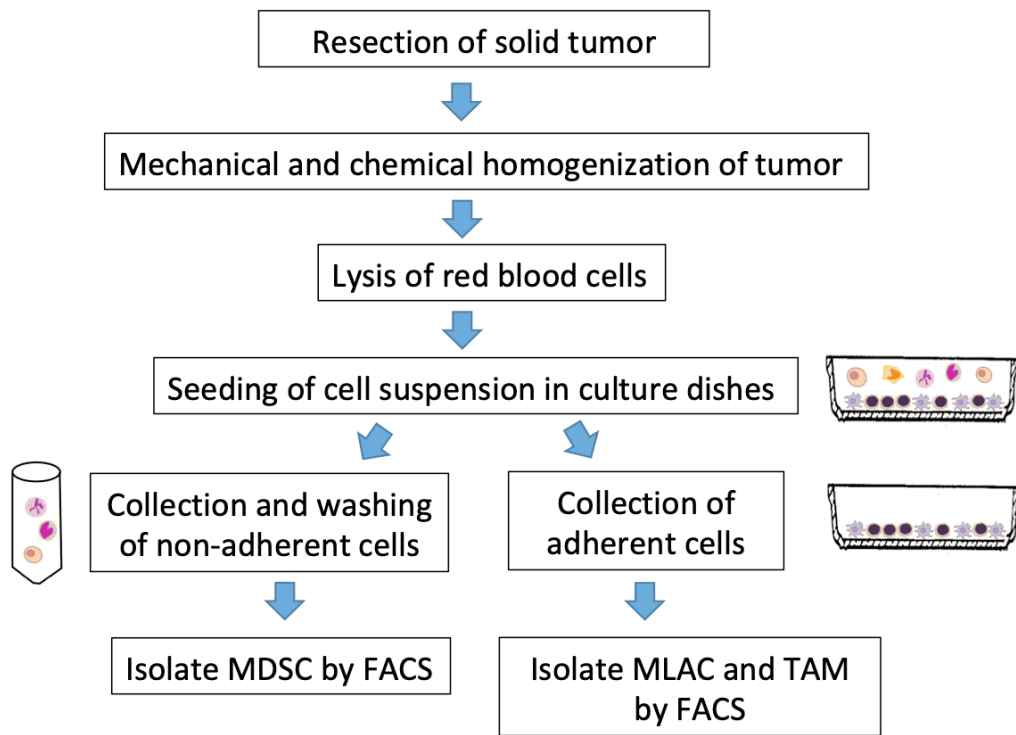 Resection of solid tumor
Mechanical and chemical homogenization of tumor
Lysis of red blood cells
Seeding of cell suspension in culture dishes
Collection and washing
of non-adherent cells
Collection of
adherent cells
Isolate MDSC by FACS
Isolate MLAC and TAM
by FACS